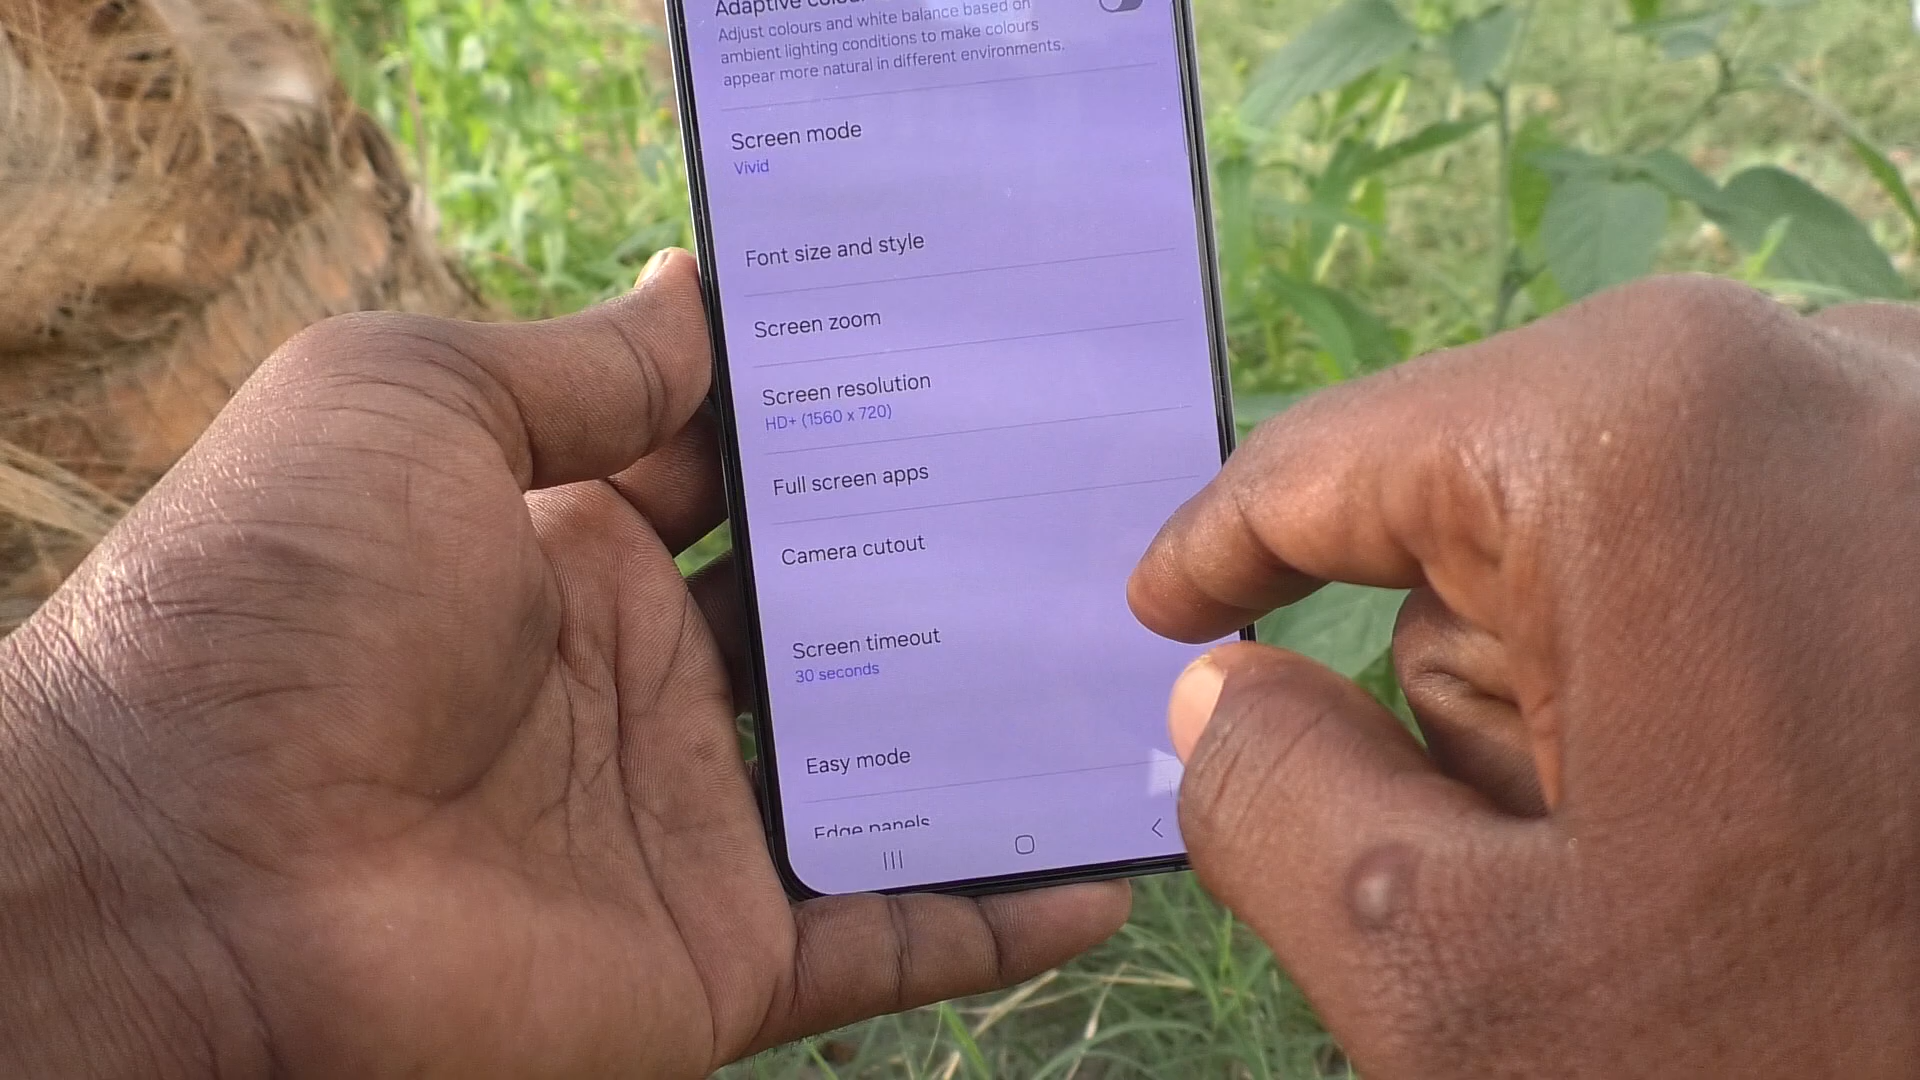 Adaptive
Adjust colours and white balance based on
ambient lighting conditions to make colours
appear more natural in different environments.
Screen mode
Vivid
Font size and style
Screen zoom
Screen resolution
HD+ (1560 x 720)
Full screen apps
Camera cutout
Screen timeout
30 seconds
Easy mode
Edge panels